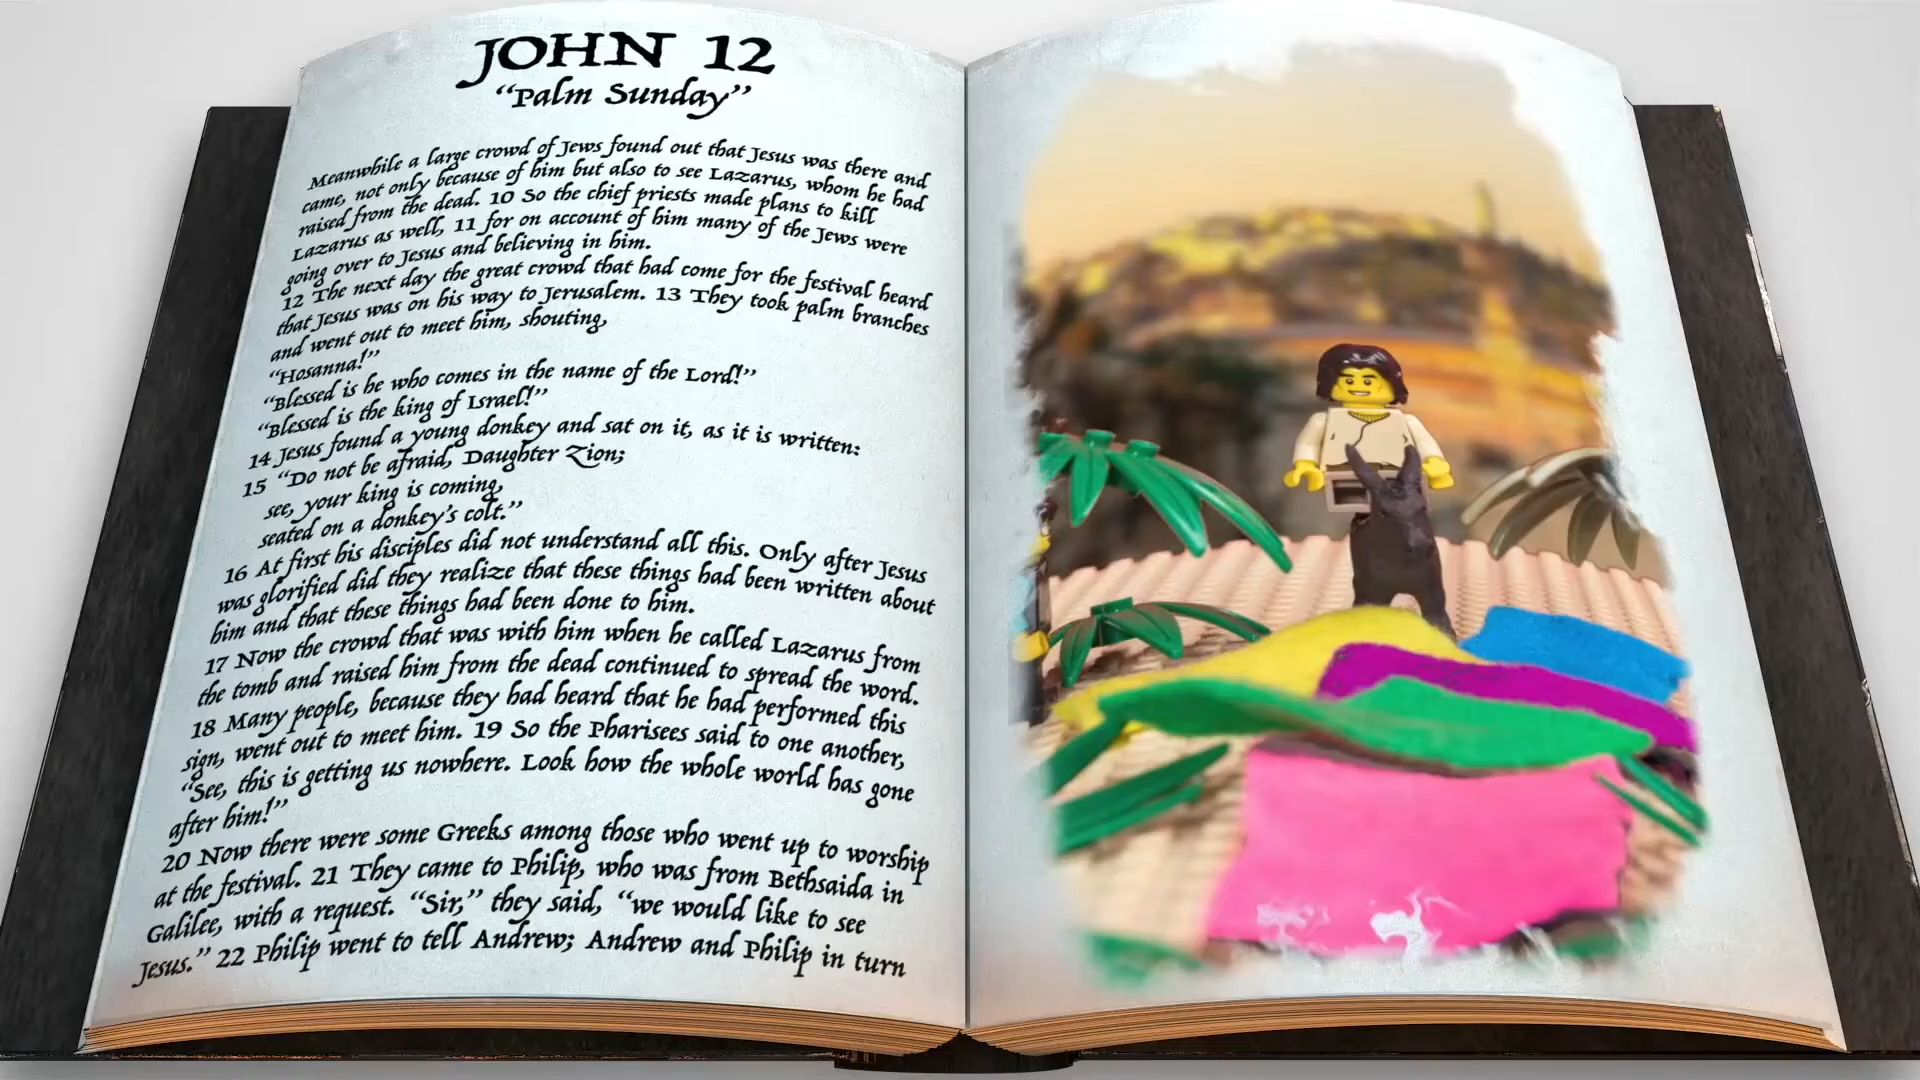 JOHN 12
“Palm Sunday”
Meanwhile a large crowd of Jews found out that Jesus was there and
came, not only because of him but also to see Lazarus, whom he had
raised from the dead. 10 So the chief priests made plans to kill
Lazarus as well, 11 for on account of him many of the Jews were
going over to Jesus and believing in him.
12 The next day the great crowd that had come for the festival heard
that Jesus was on his way to Jerusalem. 13 They took palm branches
and went out to meet him, shouting,
“Hosanna!”
“Blessed is he who comes in the name of the Lord!”
“Blessed is the king of Israel!”
14 Jesus found a young donkey and sat on it, as it is written:
15 “Do not be afraid, Daughter Zion;
see, your king is coming,
seated on a donkey’s colt.”
16 At first his disciples did not understand all this. Only after Jesus
was glorified did they realize that these things had been written about
him and that these things had been done to him.
17 Now the crowd that was with him when he called Lazarus from
the tomb and raised him from the dead continued to spread the word.
18 Many people, because they had heard that he had performed this
sign, went out to meet him. 19 So the Pharisees said to one another,
“See, this is getting us nowhere. Look how the whole world has gone
after him!”
20 Now there were some Greeks among those who went up to worship
at the festival. 21 They came to Philip, who was from Bethsaida in
Galilee, with a request. “Sir,” they said, “we would like to see
Jesus.” 22 Philip went to tell Andrew; Andrew and Philip in turn